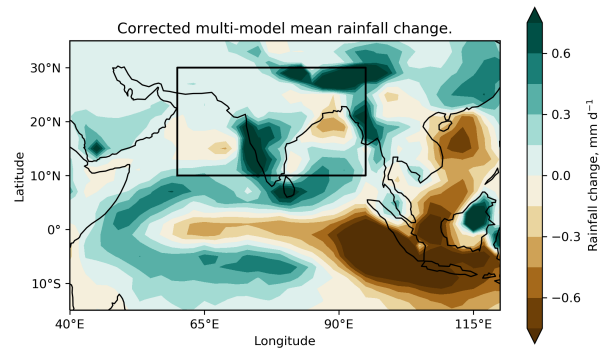 Corrected multi-model mean rainfall change.
30°N
20°N
10°N
0°
10°S
Latitude
40°E
65°E
90°E
115°E
Longitude
0.6
0.3
0.0
−0.3
−0.6
Rainfall change, mm d⁻¹